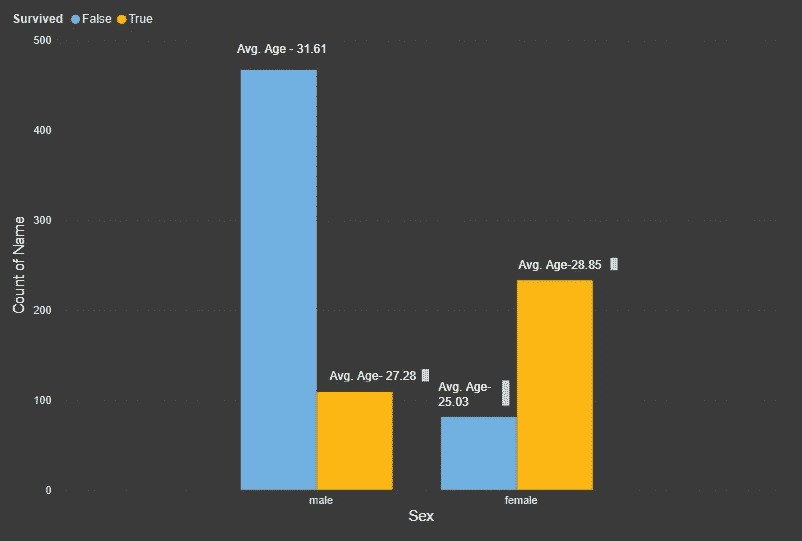 Survived False True
500
Avg. Age - 31.61
400
300
Avg. Age-28.85
200
Avg. Age- 27.28
Avg. Age-
25.03
100
0
male female
Sex
Count of Name